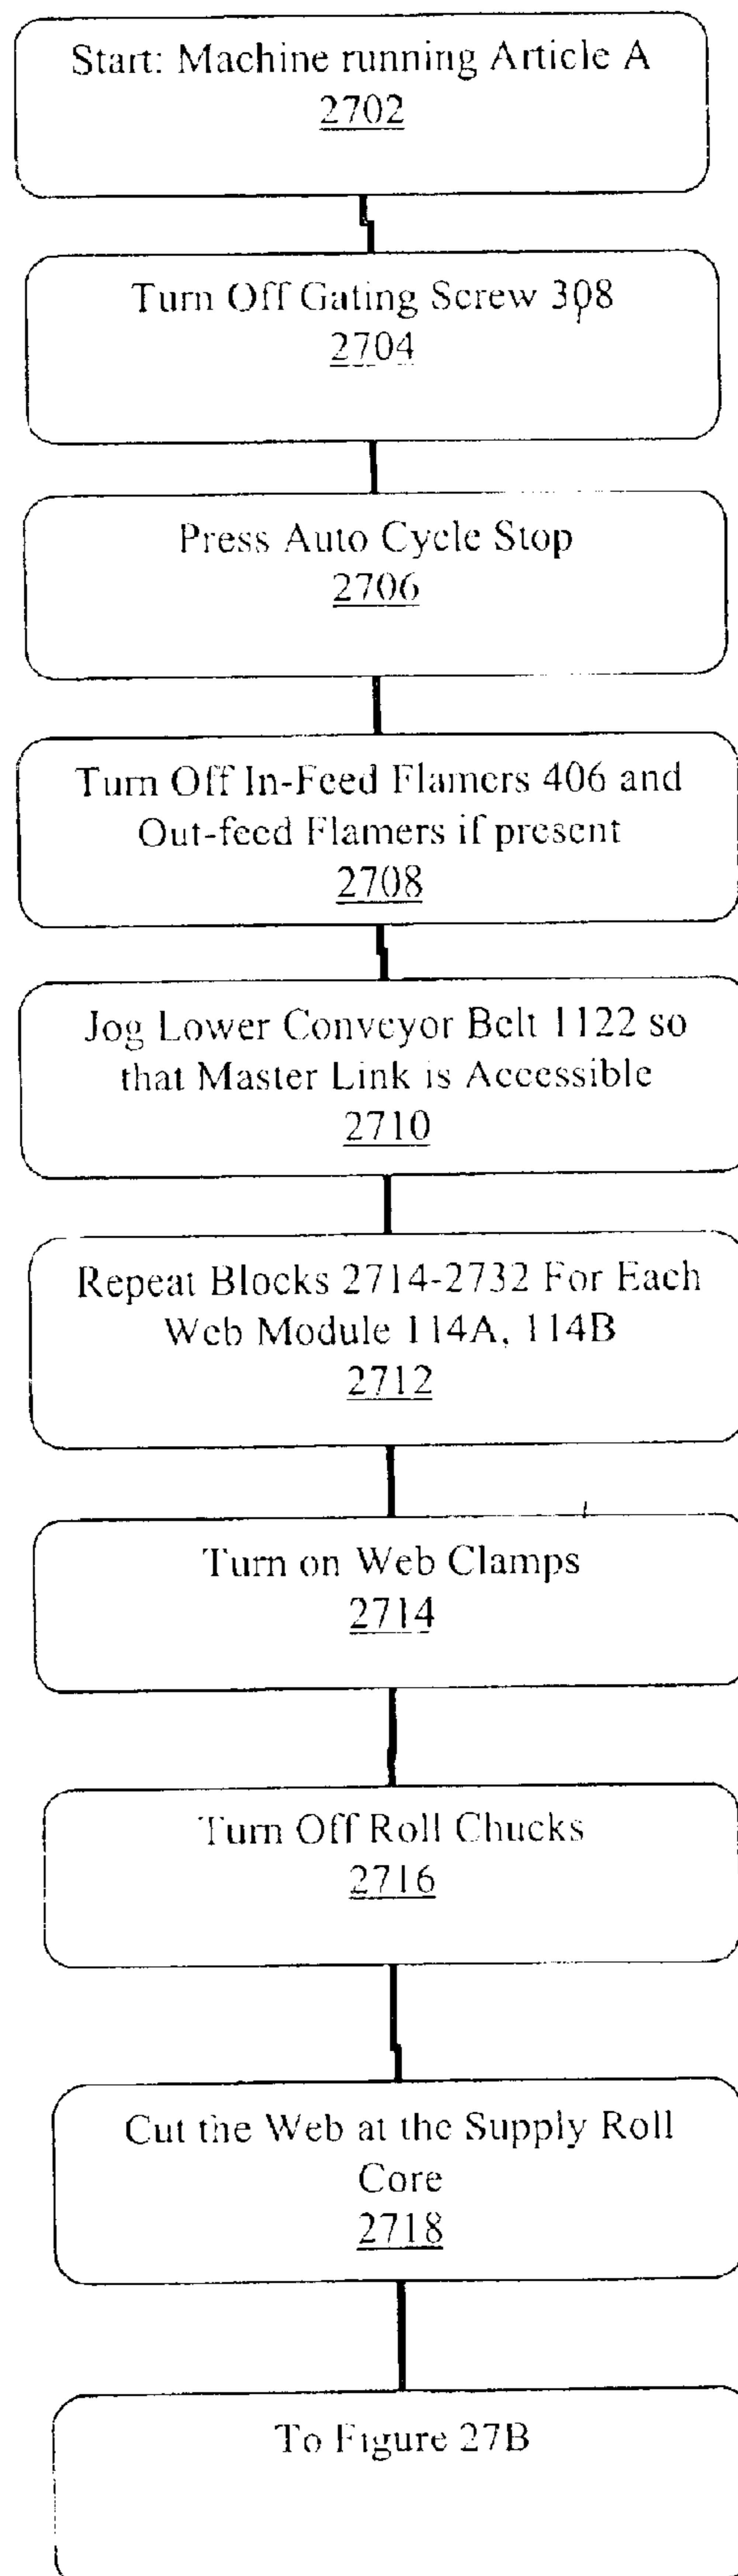 Start: Machine running Article A
2702
Turn Off Gating Screw 308
2704
Press Auto Cycle Stop
2706
Turn Off In-Feed Flamers 406 and
Out-feed Flamers if present
2708
Jog Lower Conveyor Belt 1122 so
that Master Link is Accessible
2710
Repeat Blocks 2714-2732 For Each
Web Module 114A, 114B
2712
Turn on Web Clamps
2714
Turn Off Roll Chucks
2716
Cut the Web at the Supply Roll
Core
2718
To Figure 27B